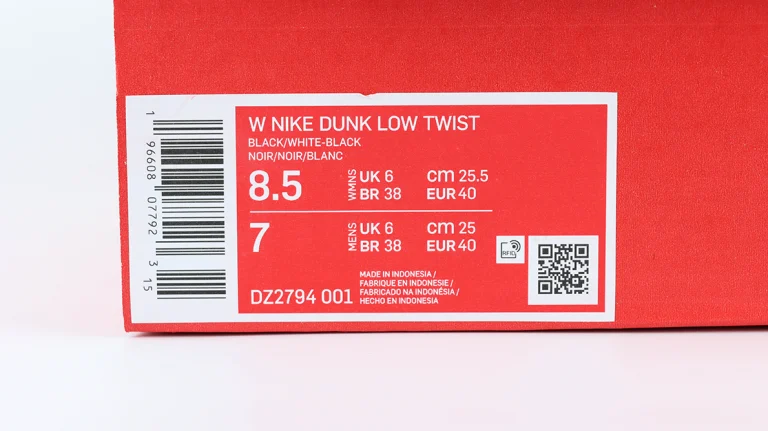 W NIKE DUNK LOW TWIST
BLACK/WHITE-BLACK
NOIR/NOIR/BLANC
8.5 WMNS UK 6 cm 25.5
BR 38 EUR 40
7 MENS UK 6 cm 25
BR 38 EUR 40
RFID
DZ2794 001
MADE IN INDONESIA /
FABRIQUE EN INDONESIE /
FABRICADO NA INDONÉSIA /
HECHO EN INDONESIA
1 96608 07792 3 15